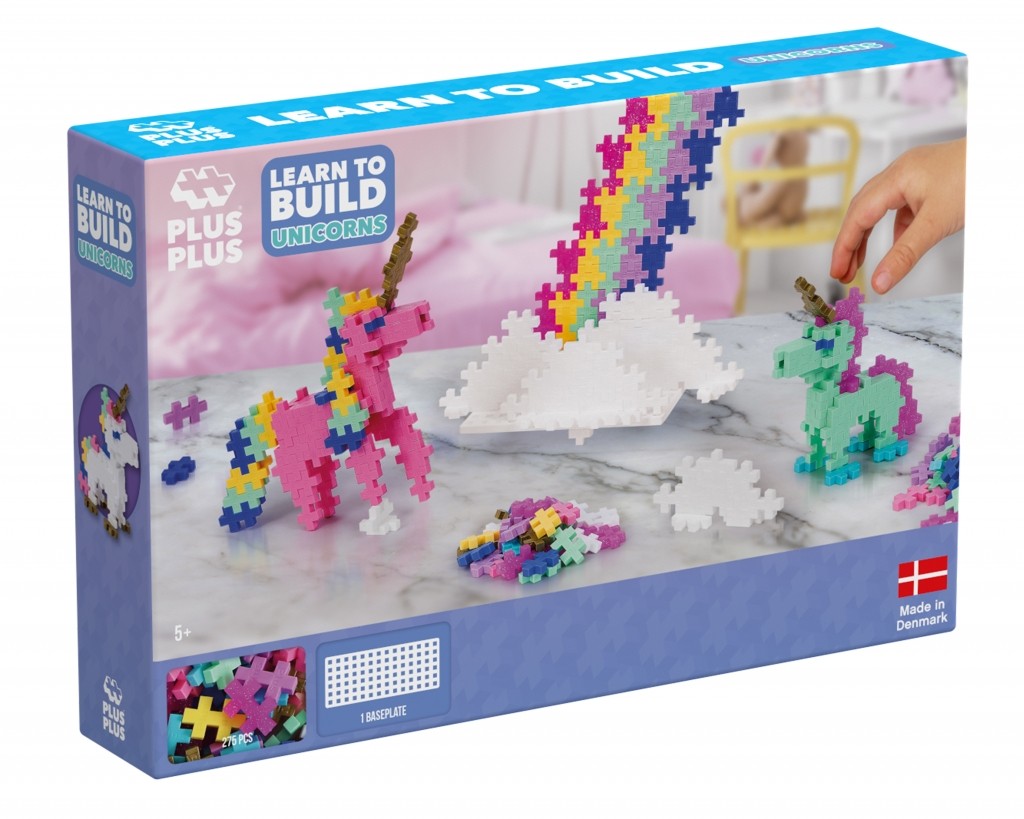 PLUS
PLUS
LEARN TO BUILD
UNICORNS
LEARN TO
BUILD
UNICORNS
PLUS
PLUS
PLUS
PLUS
LEARN TO
BUILD
UNICORNS
5+
275 PCS
1 BASEPLATE
Made in
Denmark